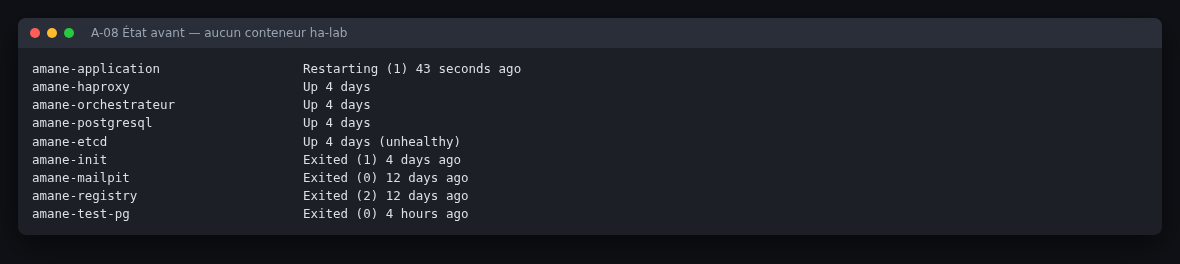 A-08 État avant — aucun conteneur ha-lab
amane-application Restarting (1) 43 seconds ago
amane-haproxy Up 4 days
amane-orchestrateur Up 4 days
amane-postgresql Up 4 days
amane-etcd Up 4 days (unhealthy)
amane-init Exited (1) 4 days ago
amane-mailpit Exited (0) 12 days ago
amane-registry Exited (2) 12 days ago
amane-test-pg Exited (0) 4 hours ago